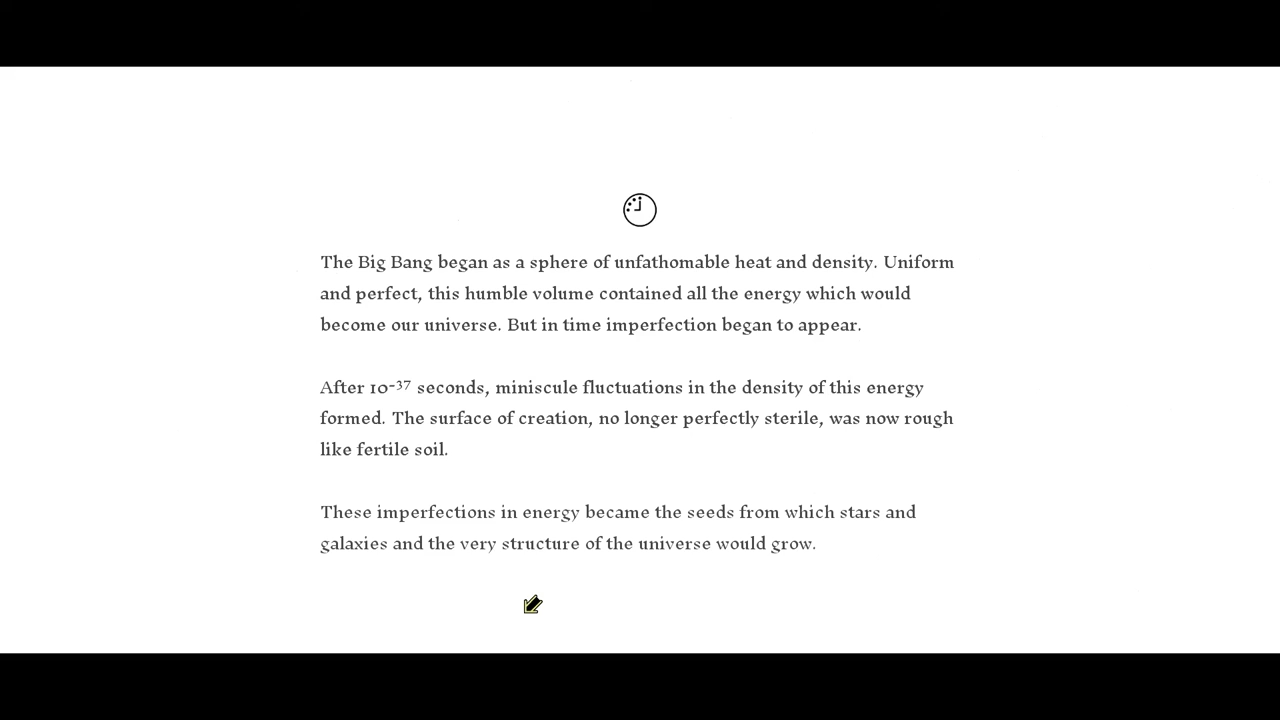 The Big Bang began as a sphere of unfathomable heat and density. Uniform
and perfect, this humble volume contained all the energy which would
become our universe. But in time imperfection began to appear.
After 10-³⁷ seconds, miniscule fluctuations in the density of this energy
formed. The surface of creation, no longer perfectly sterile, was now rough
like fertile soil.
These imperfections in energy became the seeds from which stars and
galaxies and the very structure of the universe would grow.